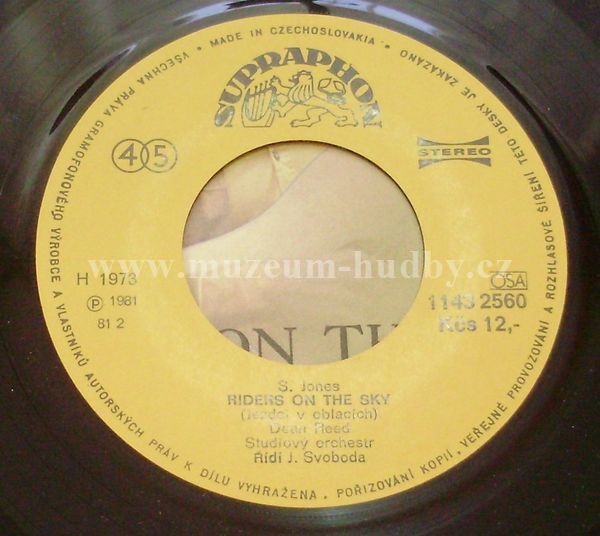 VŠECHNA PRÁVA GRAMOFONOVÉHO VÝROBCE A VLASTNÍKŮ AUTORSKÝCH PRÁV K DÍLU VYHRAŽENA. POŘIZOVÁNÍ KOPIÍ, VEŘEJNÉ PROVOZOVÁNÍ A ROZHLASOVÉ ŠÍŘENÍ TÉTO DESKY JE ZAKÁZÁNO • MADE IN CZECHOSLOVAKIA •
SUPRAPHON
45
STEREO
www.muzeum-hudby.cz
H 1973
Ⓟ 1981
81 2
OSA
1143 2560
Kčs 12,-
ON TH
S. Jones
RIDERS ON THE SKY
(Jezdci v oblacích)
Dean Reed
Studiový orchestr
Řídí J. Svoboda